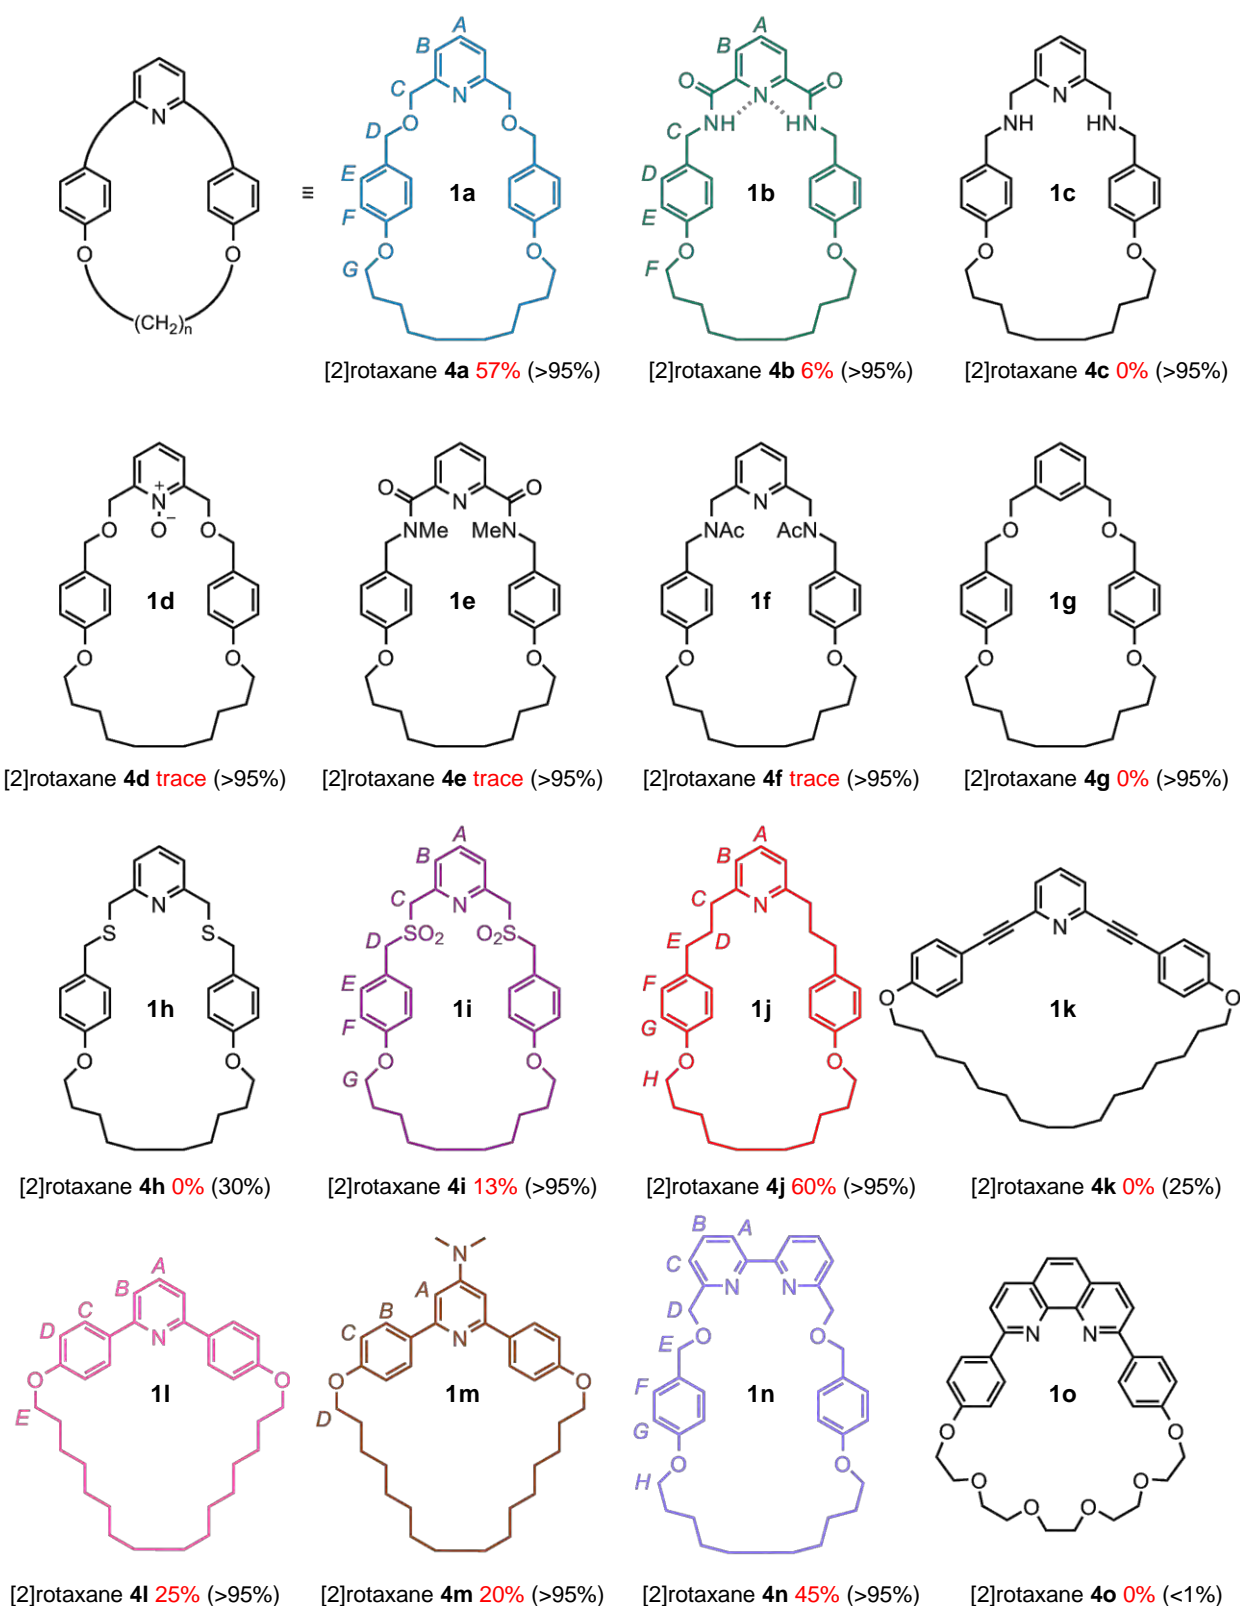 A
B
N
C
O
O
D
E
F
G
O
O
1a
A
B
O
O
N
NH
HN
C
D
E
F
O
O
1b
N
NH
HN
1c
O
O
N
O
O
(CH2)n
≡
[2]rotaxane 4a 57% (>95%)
[2]rotaxane 4b 6% (>95%)
[2]rotaxane 4c 0% (>95%)
N+
O−
O
O
1d
O
O
O
O
N
NMe
MeN
1e
O
O
N
NAc
AcN
1f
O
O
O
O
1g
O
O
[2]rotaxane 4d trace (>95%)
[2]rotaxane 4e trace (>95%)
[2]rotaxane 4f trace (>95%)
[2]rotaxane 4g 0% (>95%)
N
S
S
1h
O
O
A
B
C
N
SO2
O2S
D
E
F
G
1i
O
O
A
B
C
N
D
E
F
G
H
1j
O
O
N
O
O
1k
[2]rotaxane 4h 0% (30%)
[2]rotaxane 4i 13% (>95%)
[2]rotaxane 4j 60% (>95%)
[2]rotaxane 4k 0% (25%)
A
B
C
D
N
O
O
E
1l
N
A
B
C
N
O
O
D
1m
B
A
C
N
N
D
O
O
E
F
G
H
O
O
1n
N
N
1o
O
O
O
O
O
O
[2]rotaxane 4l 25% (>95%)
[2]rotaxane 4m 20% (>95%)
[2]rotaxane 4n 45% (>95%)
[2]rotaxane 4o 0% (<1%)